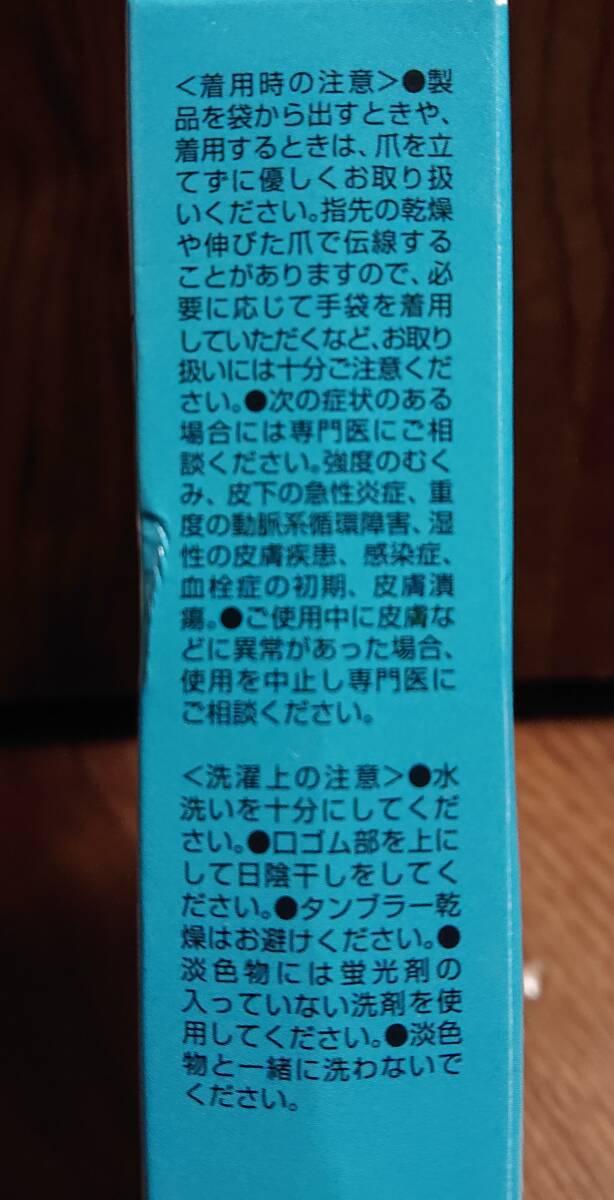 ＜着用時の注意＞●製
品を袋から出すときや、
着用するときは、爪を立
てずに優しくお取り扱
いください。指先の乾燥
や伸びた爪で伝線する
ことがありますので、必
要に応じて手袋を着用
していただくなど、お取り
扱いには十分ご注意くだ
さい。●次の症状のある
場合には専門医にご相
談ください。強度のむく
み、皮下の急性炎症、重
度の動脈系循環障害、湿
性の皮膚疾患、感染症、
血栓症の初期、皮膚潰
瘍。●ご使用中に皮膚な
どに異常があった場合、
使用を中止し専門医に
ご相談ください。
＜洗濯上の注意＞●水
洗いを十分にしてくだ
さい。●口ゴム部を上に
して日陰干しをしてく
ださい。●タンブラー乾
燥はお避けください。●
淡色物には蛍光剤の
入っていない洗剤を使
用してください。●淡色
物と一緒に洗わないで
ください。